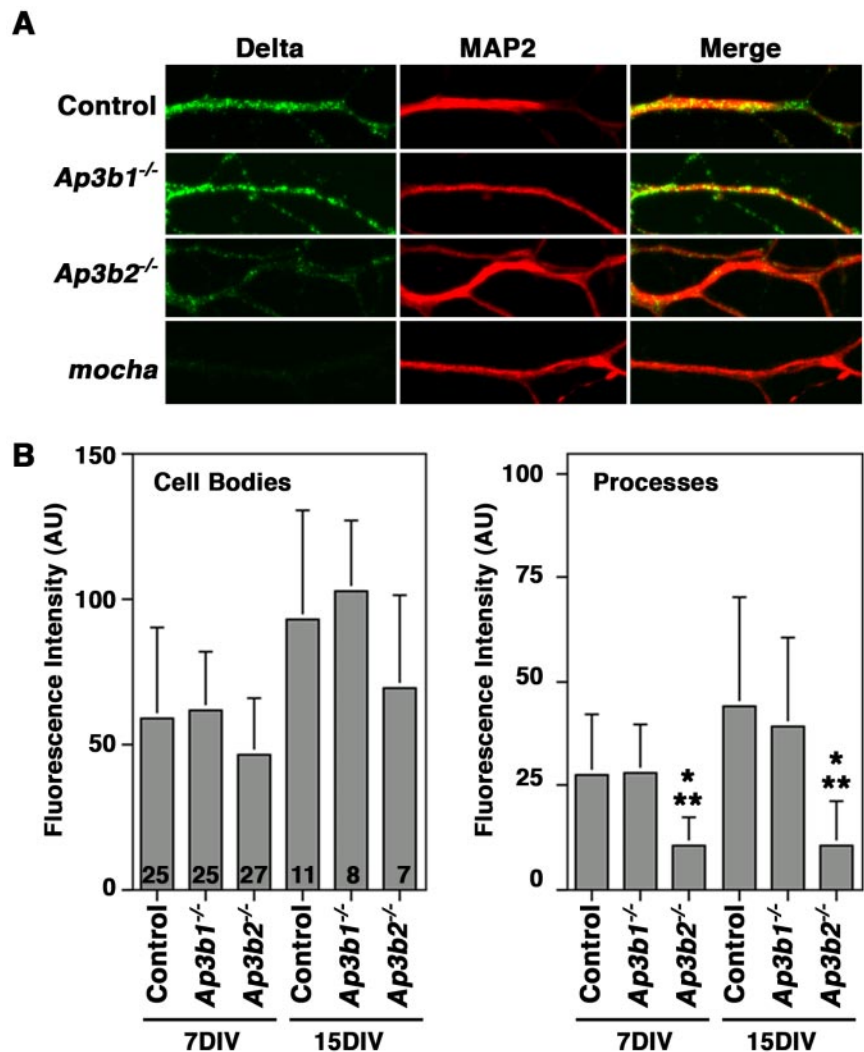 A
Delta MAP2 Merge
Control
Ap3b1-/-
Ap3b2-/-
mocha
B
Cell Bodies
Fluorescence Intensity (AU)
150
100
50
0
25 25 27 11 8 7
Control Ap3b1-/- Ap3b2-/- Control Ap3b1-/- Ap3b2-/-
7DIV 15DIV
Processes
Fluorescence Intensity (AU)
100
75
50
25
0
* *
** **
Control Ap3b1-/- Ap3b2-/- Control Ap3b1-/- Ap3b2-/-
7DIV 15DIV